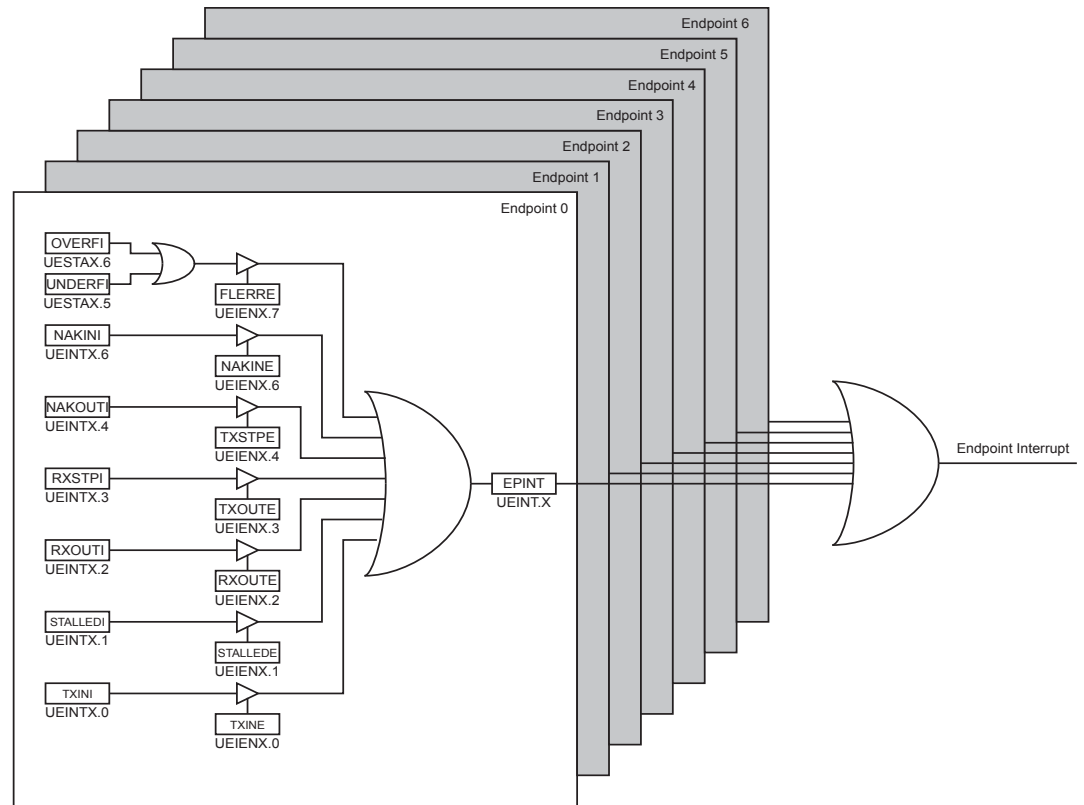 Endpoint 6
Endpoint 5
Endpoint 4
Endpoint 3
Endpoint 2
Endpoint 1
Endpoint 0
OVERFI
UESTAX.6
UNDERFI
UESTAX.5
FLERRE
UEIENX.7
NAKINI
UEINTX.6
NAKINE
UEIENX.6
NAKOUTI
UEINTX.4
TXSTPE
UEIENX.4
RXSTPI
UEINTX.3
TXOUTE
UEIENX.3
RXOUTI
UEINTX.2
RXOUTE
UEIENX.2
STALLEDI
UEINTX.1
STALLEDE
UEIENX.1
TXINI
UEINTX.0
TXINE
UEIENX.0
EPINT
UEINT.X
Endpoint Interrupt